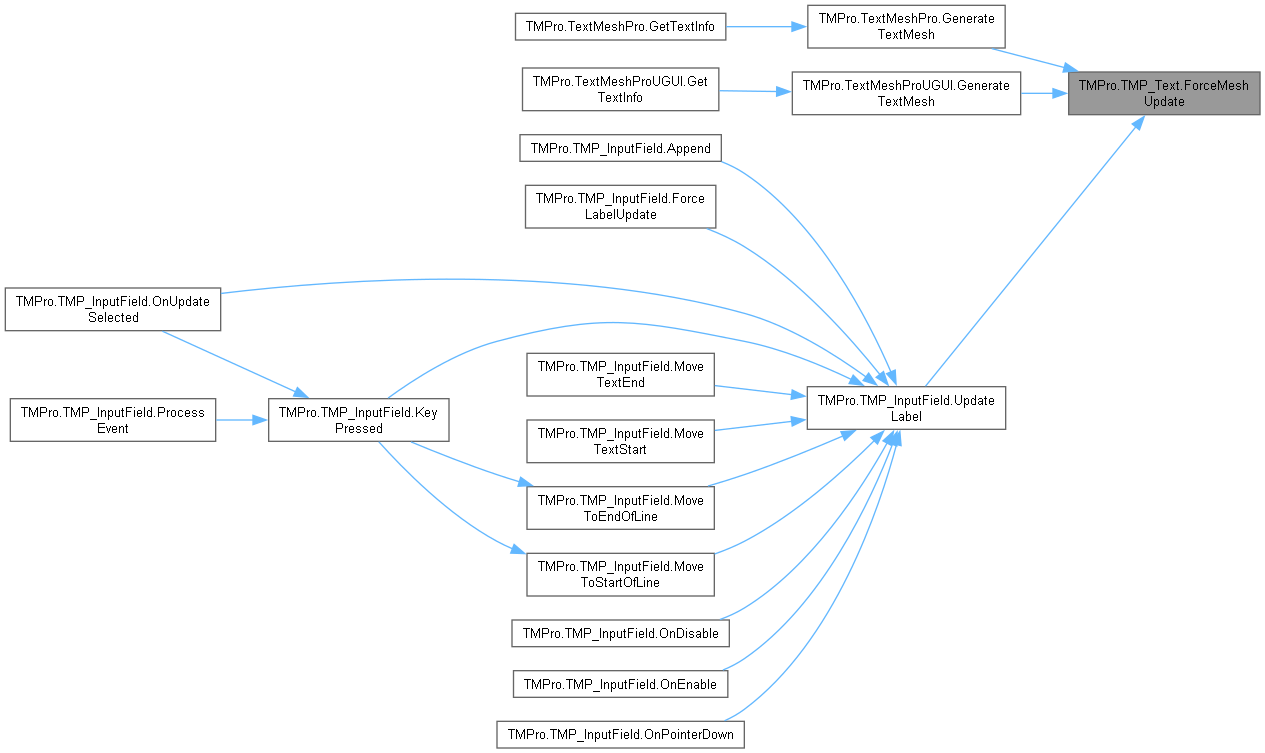 TMPro.TextMeshPro.GetTextInfo
TMPro.TextMeshPro.Generate
TextMesh
TMPro.TextMeshProUGUI.Get
TextInfo
TMPro.TextMeshProUGUI.Generate
TextMesh
TMPro.TMP_Text.ForceMesh
Update
TMPro.TMP_InputField.Append
TMPro.TMP_InputField.Force
LabelUpdate
TMPro.TMP_InputField.OnUpdate
Selected
TMPro.TMP_InputField.Move
TextEnd
TMPro.TMP_InputField.Process
Event
TMPro.TMP_InputField.Key
Pressed
TMPro.TMP_InputField.Update
Label
TMPro.TMP_InputField.Move
TextStart
TMPro.TMP_InputField.Move
ToEndOfLine
TMPro.TMP_InputField.Move
ToStartOfLine
TMPro.TMP_InputField.OnDisable
TMPro.TMP_InputField.OnEnable
TMPro.TMP_InputField.OnPointerDown